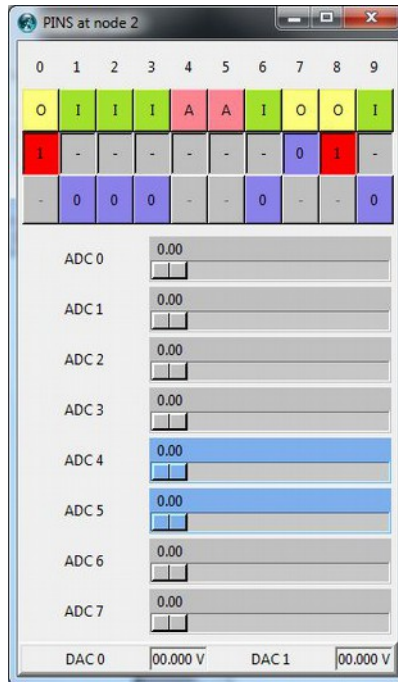 PINS at node 2
0 1 2 3 4 5 6 7 8 9
O I I I A A I O O I
1 - - - - - - 0 1 -
- 0 0 0 - - 0 - - 0
0.00
ADC 0
0.00
ADC 1
0.00
ADC 2
0.00
ADC 3
0.00
ADC 4
0.00
ADC 5
0.00
ADC 6
0.00
ADC 7
DAC 0 00.000 V DAC 1 00.000 V